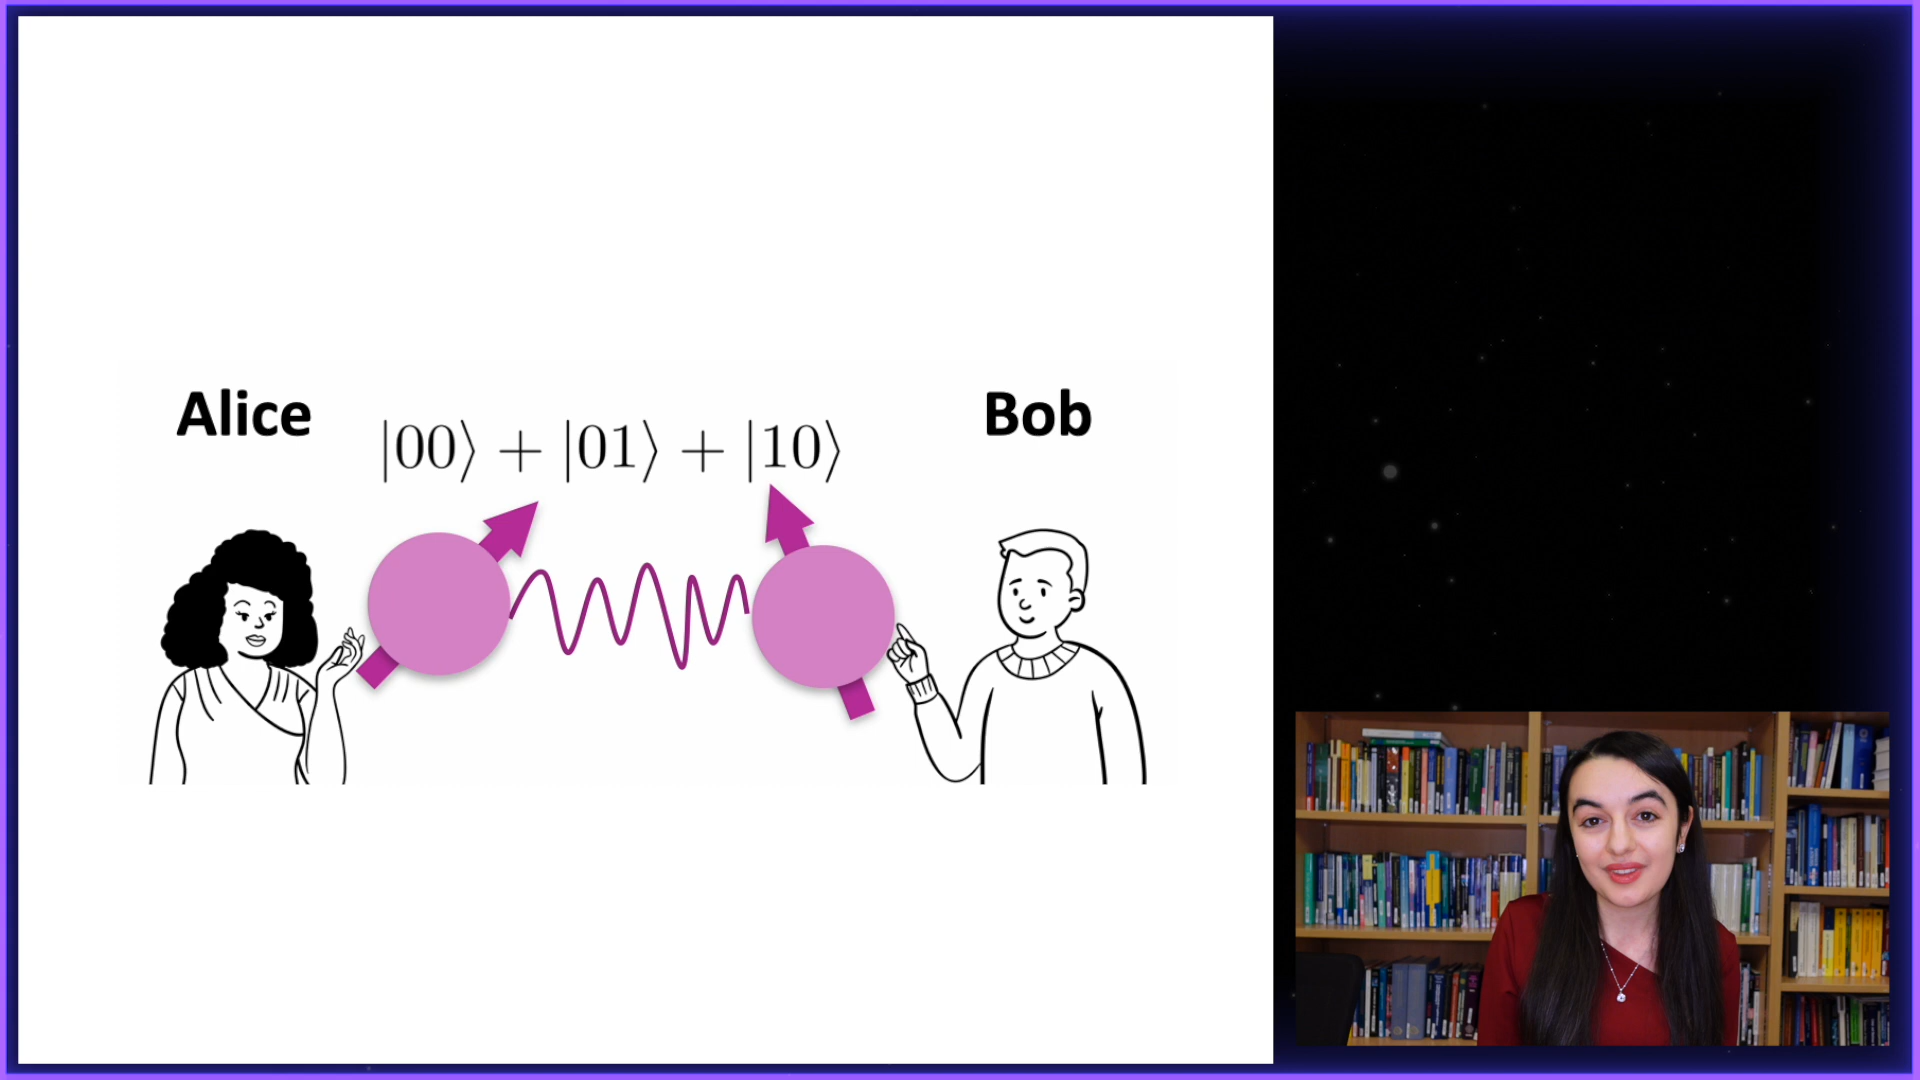 Alice
|00⟩ + |01⟩ + |10⟩
Bob